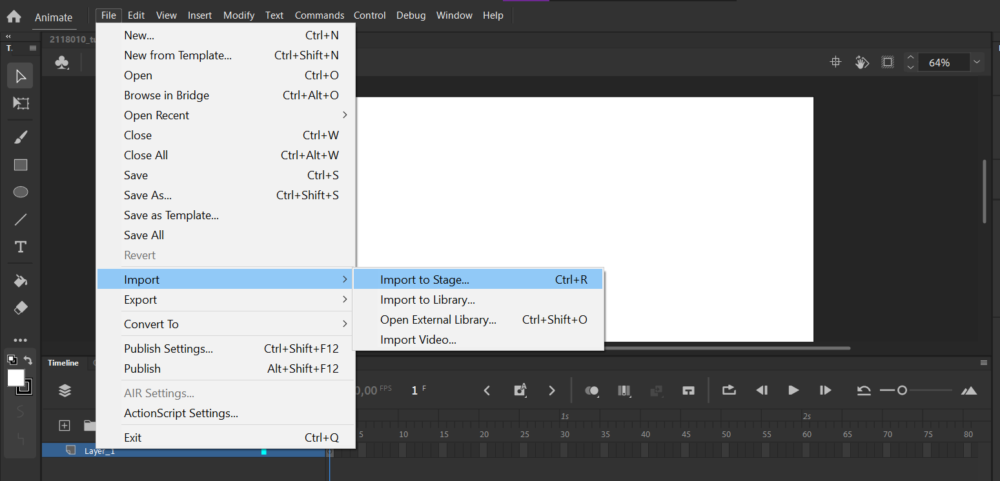 Animate
File Edit View Insert Modify Text Commands Control Debug Window Help
T.
2118010_tu
64%
New... Ctrl+N
New from Template... Ctrl+Shift+N
Open Ctrl+O
Browse in Bridge Ctrl+Alt+O
Open Recent
Close Ctrl+W
Close All Ctrl+Alt+W
Save Ctrl+S
Save As... Ctrl+Shift+S
Save as Template...
Save All
Revert
Import
Export
Convert To
Publish Settings... Ctrl+Shift+F12
Publish Alt+Shift+F12
AIR Settings...
ActionScript Settings...
Exit Ctrl+Q
Import to Stage... Ctrl+R
Import to Library...
Open External Library... Ctrl+Shift+O
Import Video...
Timeline
0,00 FPS 1 F
1s 2s
5 10 15 20 25 30 35 40 45 50 55 60 65 70 75 80
Layer_1